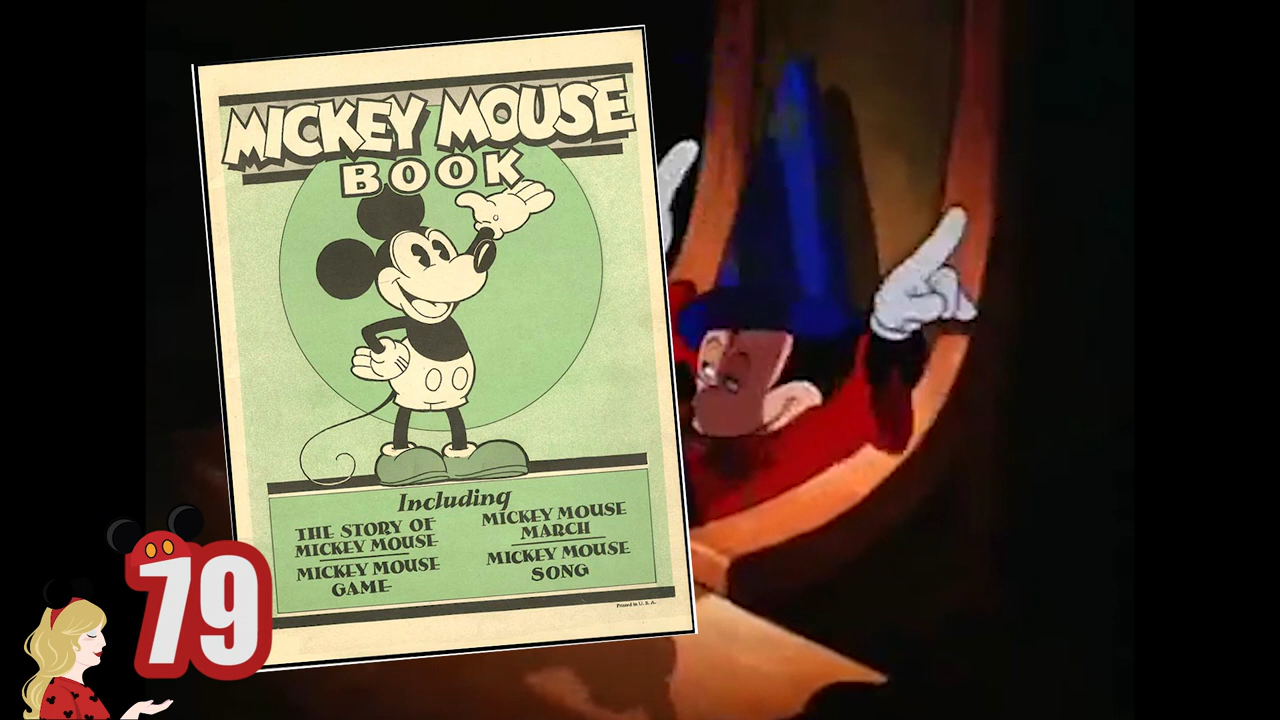 MICKEY MOUSE
BOOK
Including
THE STORY OF
MICKEY MOUSE
MICKEY MOUSE
GAME
MICKEY MOUSE
MARCH
MICKEY MOUSE
SONG
Printed in U. S. A.
79